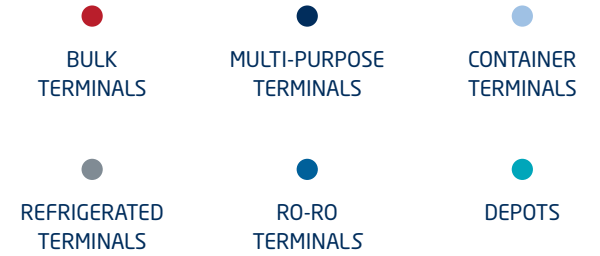 BULK
TERMINALS
MULTI-PURPOSE
TERMINALS
CONTAINER
TERMINALS
REFRIGERATED
TERMINALS
RO-RO
TERMINALS
DEPOTS